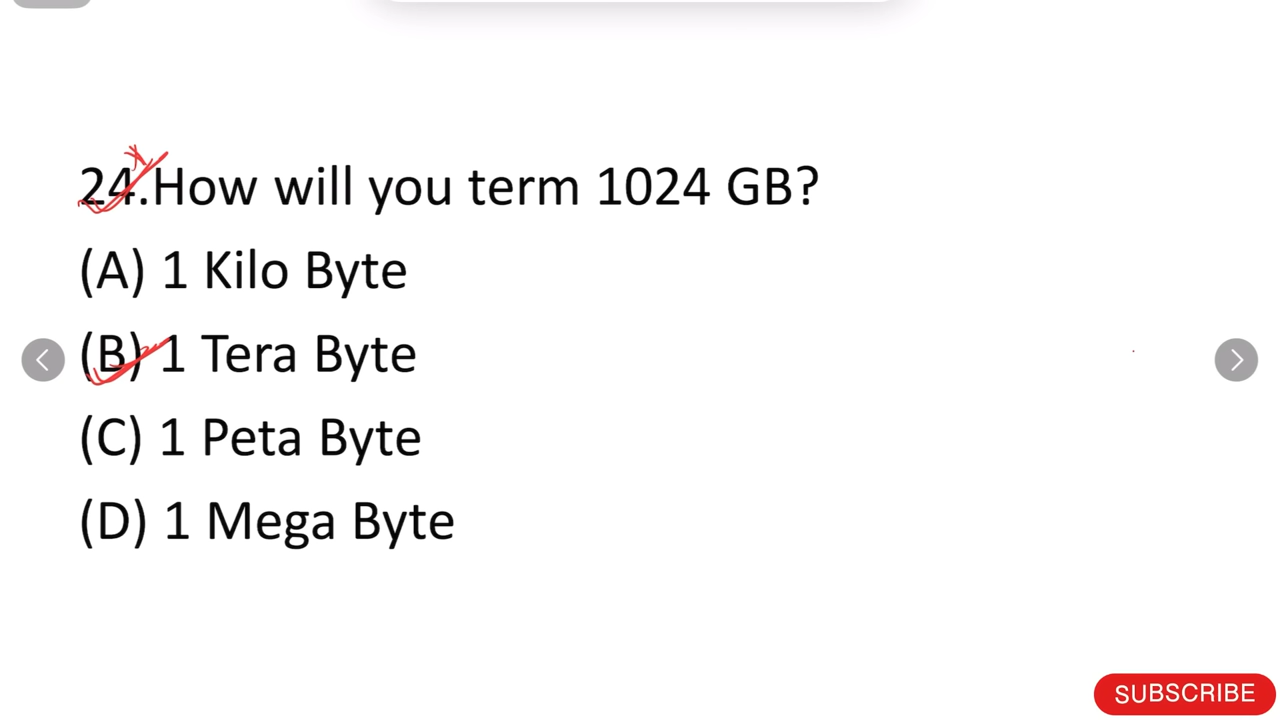 24.How will you term 1024 GB?
(A) 1 Kilo Byte
(B) 1 Tera Byte
(C) 1 Peta Byte
(D) 1 Mega Byte
SUBSCRIBE